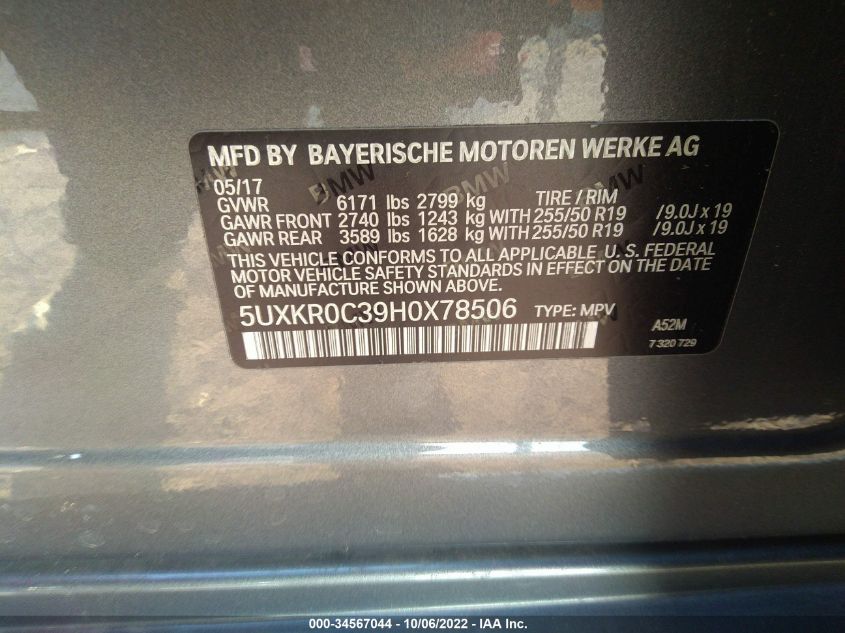 MFD BY BAYERISCHE MOTOREN WERKE AG
05/17
GVWR 6171 lbs 2799 kg TIRE / RIM
GAWR FRONT 2740 lbs 1243 kg WITH 255/50 R19 /9.0J x 19
GAWR REAR 3589 lbs 1628 kg WITH 255/50 R19 /9.0J x 19
THIS VEHICLE CONFORMS TO ALL APPLICABLE U. S. FEDERAL
MOTOR VEHICLE SAFETY STANDARDS IN EFFECT ON THE DATE
OF MANUFACTURE SHOWN ABOVE.
5UXKR0C39H0X78506 TYPE: MPV
A52M
7 320 729
BMW BMW BMW
000-34567044 - 10/06/2022 - IAA Inc.